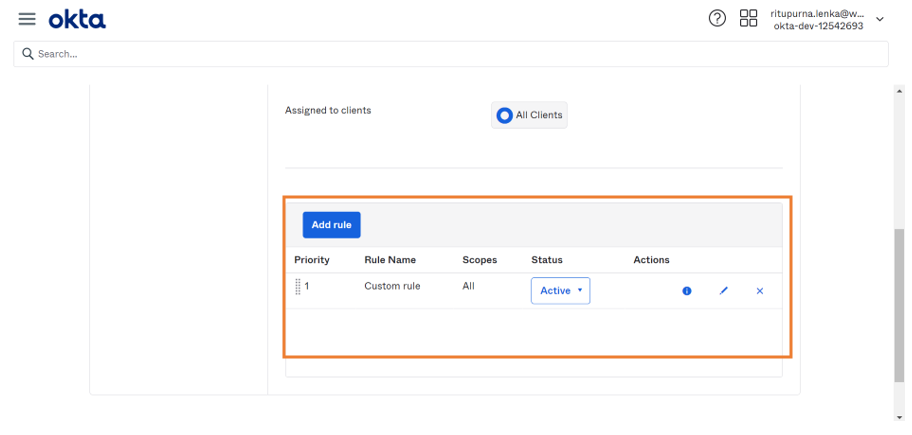 okta
ritupurna.lenka@w...
okta-dev-12542693
Search...
Assigned to clients
All Clients
Add rule
Priority Rule Name Scopes Status Actions
1 Custom rule All Active